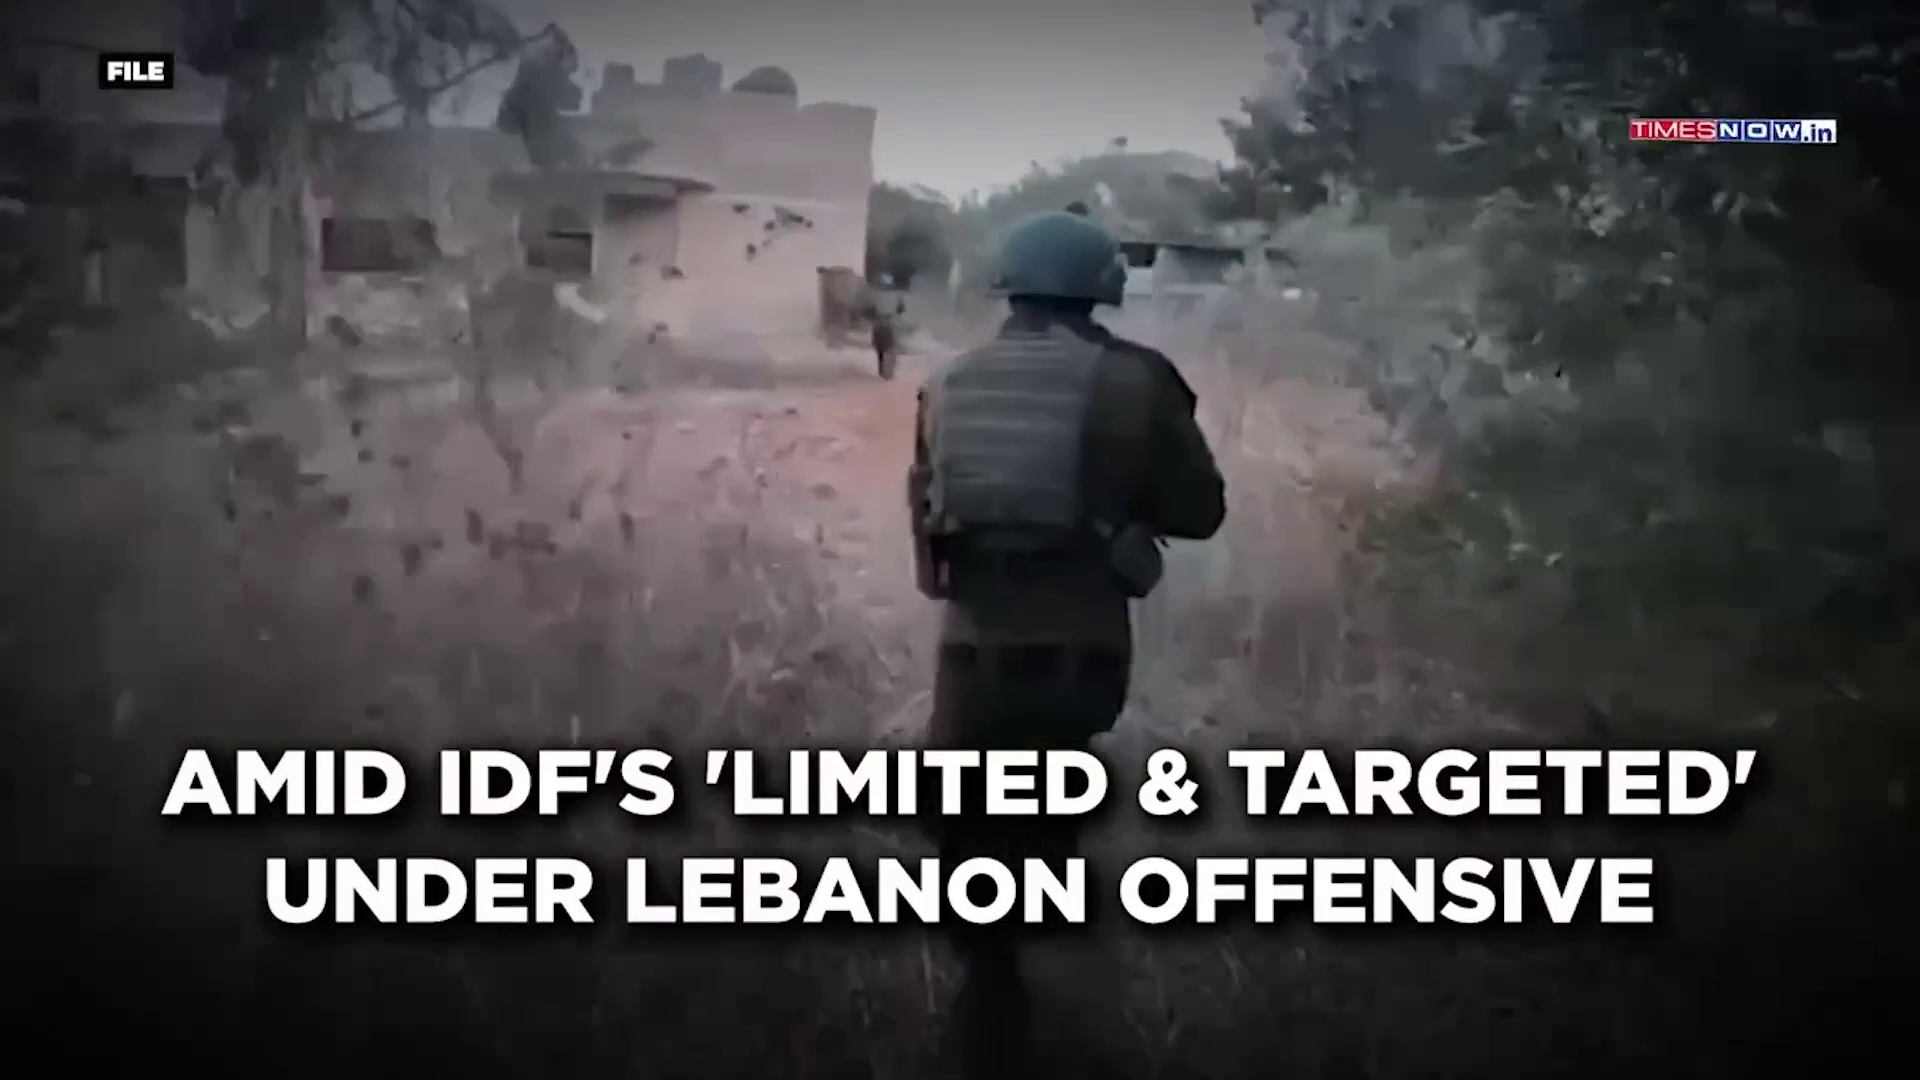 FILE
TIMESNOW.in
AMID IDF'S 'LIMITED & TARGETED'
UNDER LEBANON OFFENSIVE